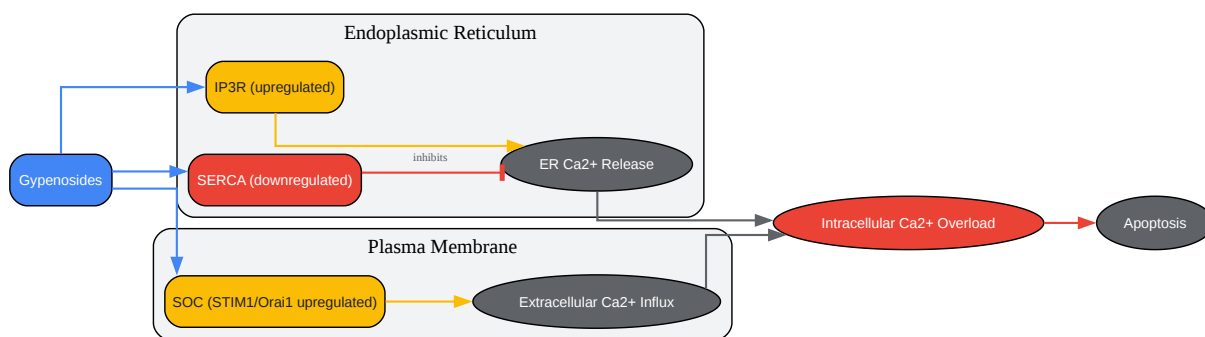 Endoplasmic Reticulum
IP3R (upregulated)
inhibits
ER Ca2+ Release
Gypenosides
SERCA (downregulated)
Intracellular Ca2+ Overload
Apoptosis
Plasma Membrane
SOC (STIM1/Orai1 upregulated)
Extracellular Ca2+ Influx